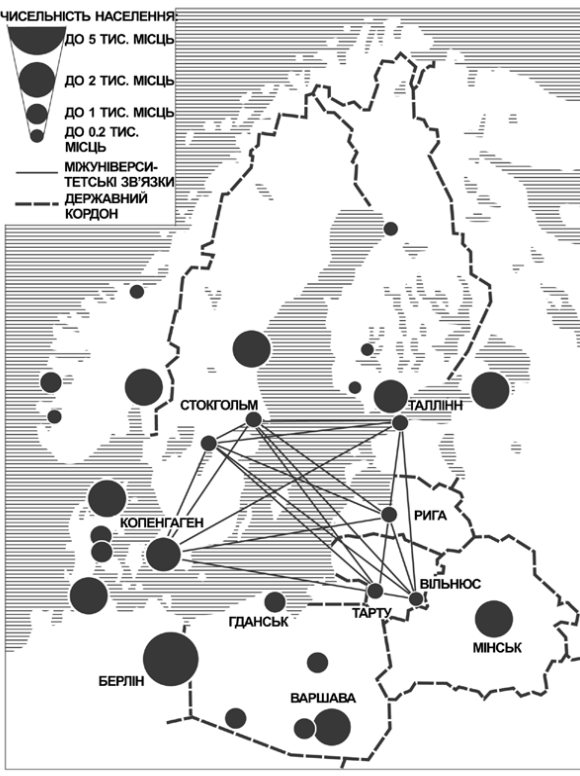 ЧИСЕЛЬНІСТЬ НАСЕЛЕННЯ:
ДО 5 ТИС. МІСЦЬ
ДО 2 ТИС. МІСЦЬ
ДО 1 ТИС. МІСЦЬ
ДО 0.2 ТИС.
МІСЦЬ
МІЖУНІВЕРСИ-
ТЕТСЬКІ ЗВ'ЯЗКИ
ДЕРЖАВНИЙ
КОРДОН
СТОКГОЛЬМ
ТАЛЛІНН
КОПЕНГАГЕН
РИГА
ВІЛЬНЮС
ТАРТУ
ГДАНСЬК
МІНСЬК
БЕРЛІН
ВАРШАВА